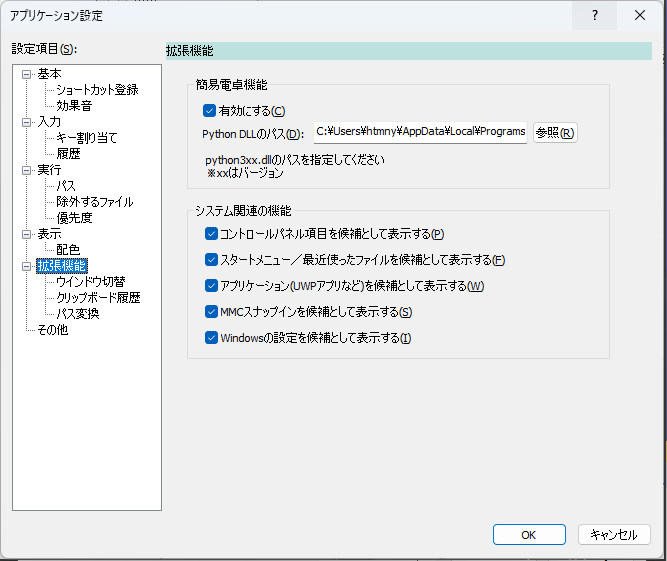 アプリケーション設定
?
設定項目(S):
基本
ショートカット登録
効果音
入力
キー割り当て
履歴
実行
パス
除外するファイル
優先度
表示
配色
拡張機能
ウインドウ切替
クリップボード履歴
パス変換
その他
拡張機能
簡易電卓機能
有効にする(C)
Python DLLのパス(D):
C:¥Users¥htmny¥AppData¥Local¥Programs
参照(R)
python3xx.dllのパスを指定してください
※xxはバージョン
システム関連の機能
コントロールパネル項目を候補として表示する(P)
スタートメニュー／最近使ったファイルを候補として表示する(F)
アプリケーション(UWPアプリなど)を候補として表示する(W)
MMCスナップインを候補として表示する(S)
Windowsの設定を候補として表示する(I)
OK
キャンセル